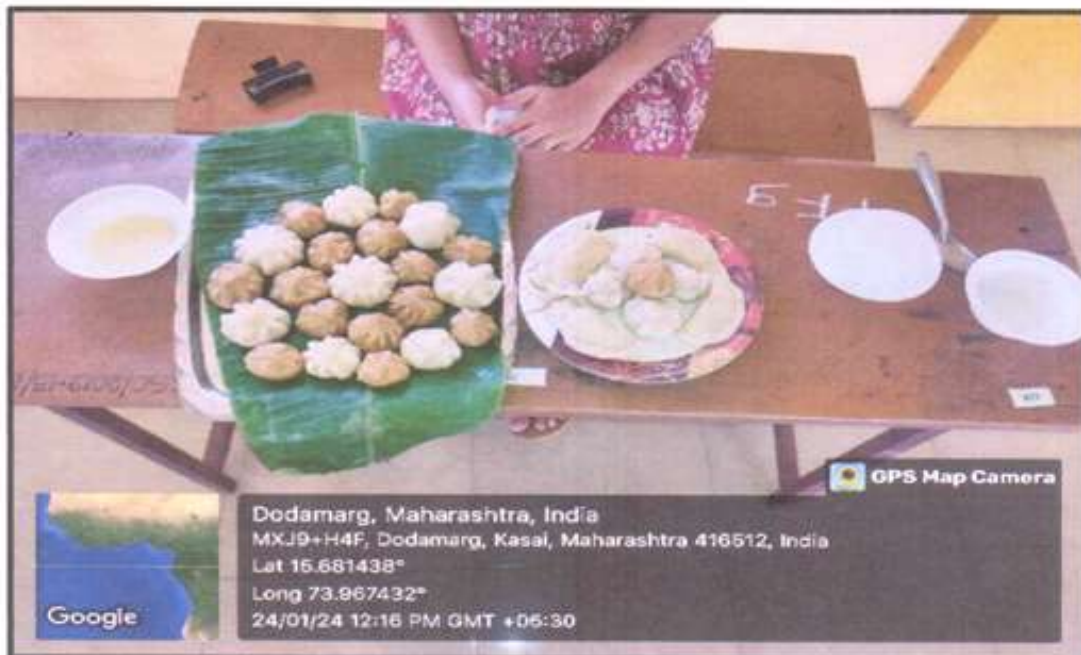 GPS Map Camera
Dodamarg, Maharashtra, India
MXJ9+H4F, Dodamarg, Kasai, Maharashtra 416512, India
Lat 15.681438°
Long 73.967432°
24/01/24 12:16 PM GMT +05:30
Google